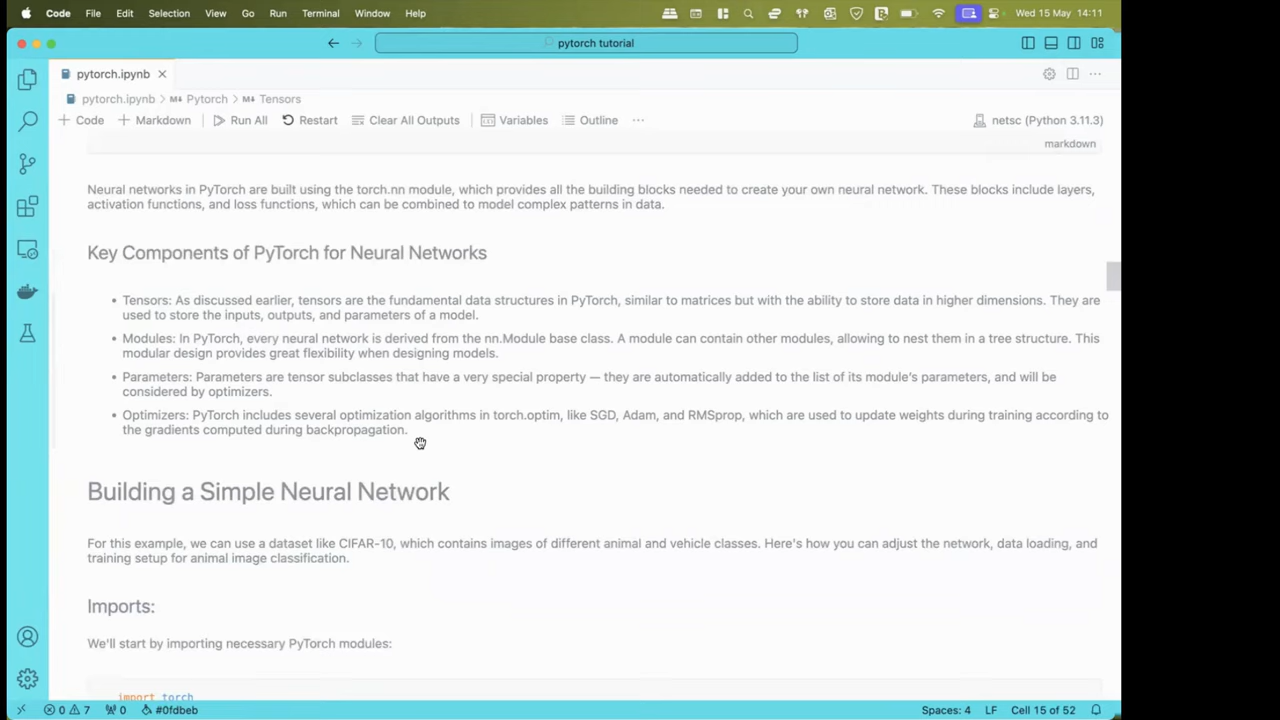 Code File Edit Selection View Go Run Terminal Window Help Wed 15 May 14:11
pytorch tutorial
pytorch.ipynb
pytorch.ipynb > M↓ Pytorch > M↓ Tensors
+ Code + Markdown Run All Restart Clear All Outputs Variables Outline ... netsc (Python 3.11.3)
markdown
Neural networks in PyTorch are built using the torch.nn module, which provides all the building blocks needed to create your own neural network. These blocks include layers,
activation functions, and loss functions, which can be combined to model complex patterns in data.
Key Components of PyTorch for Neural Networks
• Tensors: As discussed earlier, tensors are the fundamental data structures in PyTorch, similar to matrices but with the ability to store data in higher dimensions. They are
used to store the inputs, outputs, and parameters of a model.
• Modules: In PyTorch, every neural network is derived from the nn.Module base class. A module can contain other modules, allowing to nest them in a tree structure. This
modular design provides great flexibility when designing models.
• Parameters: Parameters are tensor subclasses that have a very special property — they are automatically added to the list of its module's parameters, and will be
considered by optimizers.
• Optimizers: PyTorch includes several optimization algorithms in torch.optim, like SGD, Adam, and RMSprop, which are used to update weights during training according to
the gradients computed during backpropagation.
Building a Simple Neural Network
For this example, we can use a dataset like CIFAR-10, which contains images of different animal and vehicle classes. Here's how you can adjust the network, data loading, and
training setup for animal image classification.
Imports:
We'll start by importing necessary PyTorch modules:
import torch
0 7 0 #0fdbeb Spaces: 4 LF Cell 15 of 52